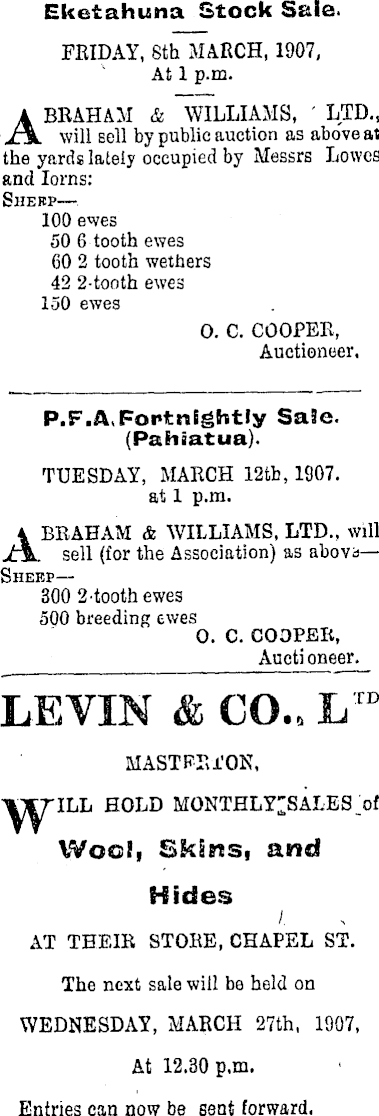 Eketahuna Stock Sale.
FRIDAY, 8th MARCH, 1907,
At 1 p.m.
ABRAHAM & WILLIAMS, LTD.,
will sell by public auction as above at
the yards lately occupied by Messrs Lowes
and Iorns:
SHEEP—
100 ewes
50 6 tooth ewes
60 2 tooth wethers
42 2-tooth ewes
150 ewes
O. C. COOPER,
Auctioneer.
P.F.A. Fortnightly Sale.
(Pahiatua).
TUESDAY, MARCH 12th, 1907.
at 1 p.m.
ABRAHAM & WILLIAMS, LTD., will
sell (for the Association) as above—
SHEEP—
300 2-tooth ewes
500 breeding ewes
O. C. COOPER,
Auctioneer.
LEVIN & CO., LTD
MASTERTON,
WILL HOLD MONTHLY SALES of
Wool, Skins, and
Hides
AT THEIR STORE, CHAPEL ST.
The next sale will be held on
WEDNESDAY, MARCH 27th, 1907,
At 12.30 p.m.
Entries can now be sent forward.